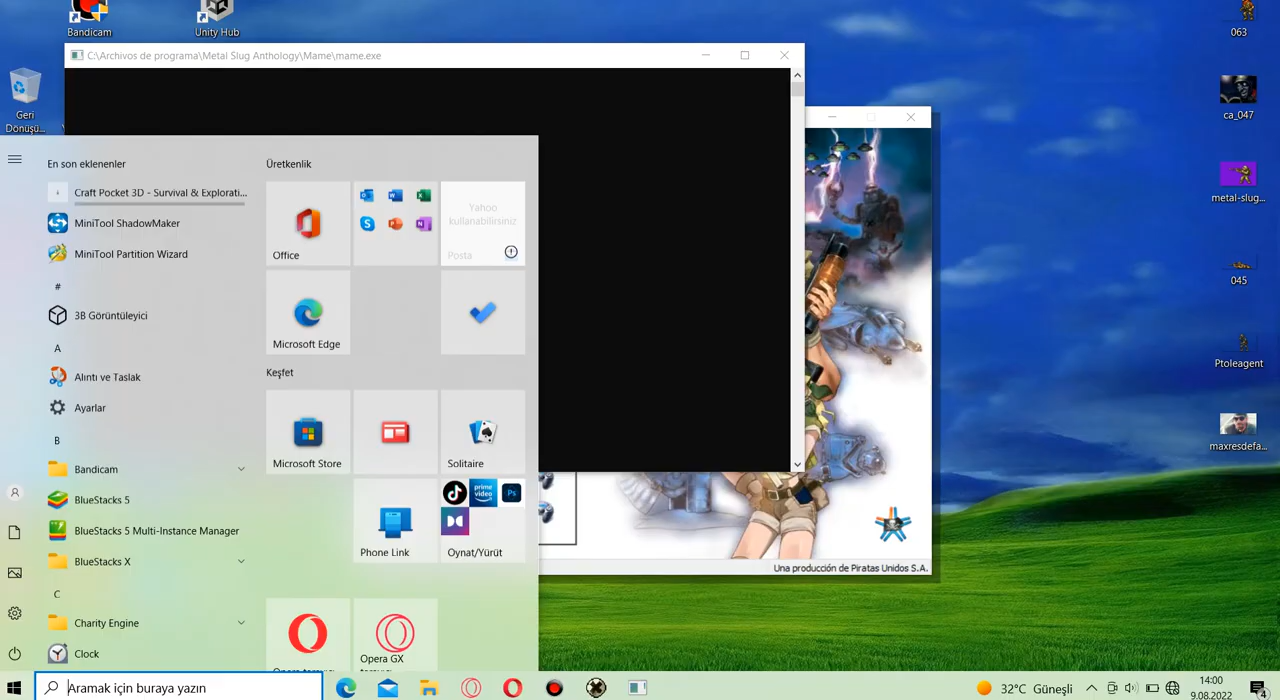 Bandicam
Unity Hub
063
C:\Archivos de programa\Metal Slug Anthology\Mame\mame.exe
Geri
Dönüşü...
ca_047
metal-slug...
045
Ptoleagent
maxresdefa...
En son eklenenler
Craft Pocket 3D - Survival & Explorati...
MiniTool ShadowMaker
MiniTool Partition Wizard
#
3B Görüntüleyici
A
Alıntı ve Taslak
Ayarlar
B
Bandicam
BlueStacks 5
BlueStacks 5 Multi-Instance Manager
BlueStacks X
C
Charity Engine
Clock
Üretkenlik
Office
Yahoo
kullanabilirsiniz
Posta
Microsoft Edge
Keşfet
Microsoft Store
Solitaire
prime
video
Ps
Phone Link
Oynat/Yürüt
Opera GX
Una producción de Piratas Unidos S.A.
Aramak için buraya yazın
32°C Güneşli
14:00
9.08.2022
4